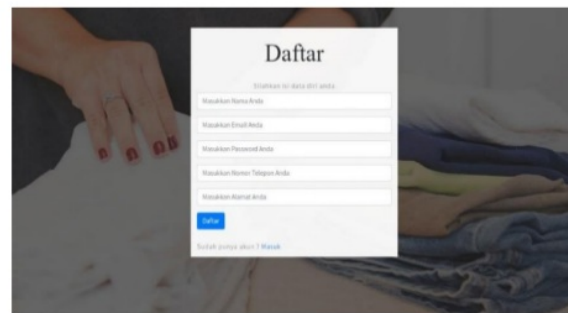 Daftar
Silahkan isi data diri anda
Masukkan Nama Anda
Masukkan Email Anda
Masukkan Password Anda
Masukkan Nomor Telepon Anda
Masukkan Alamat Anda
Daftar
Sudah punya akun ? Masuk